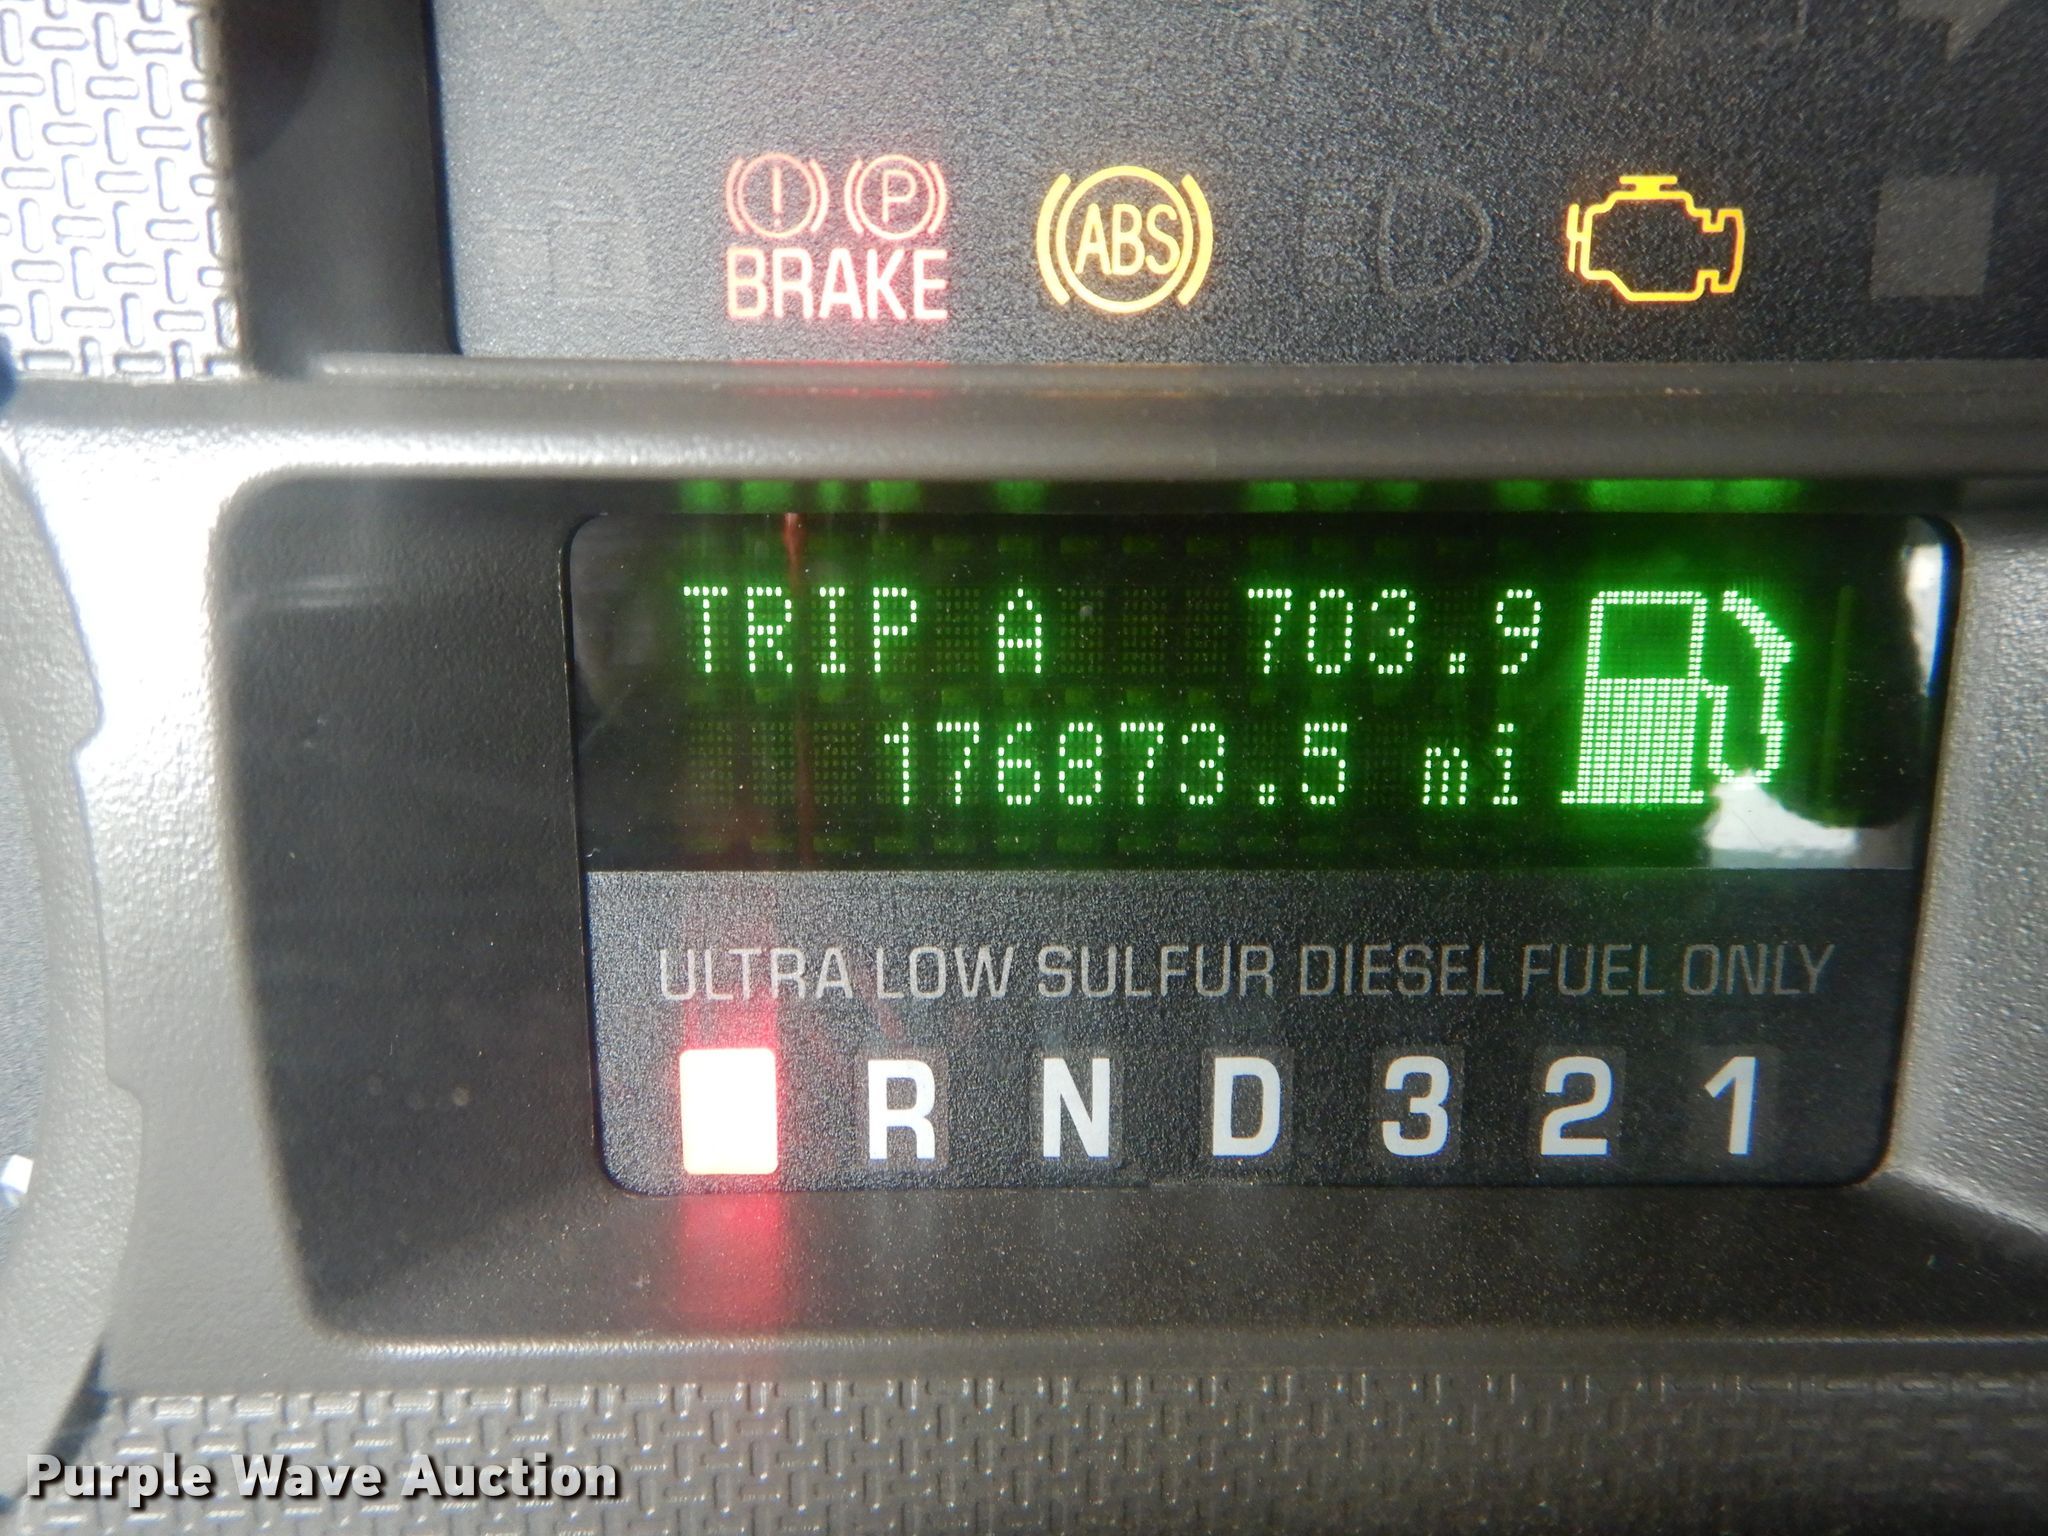 ! P
BRAKE
ABS
TRIP A 703.9
176873.5 mi
ULTRA LOW SULFUR DIESEL FUEL ONLY
R N D 3 2 1
Purple Wave Auction